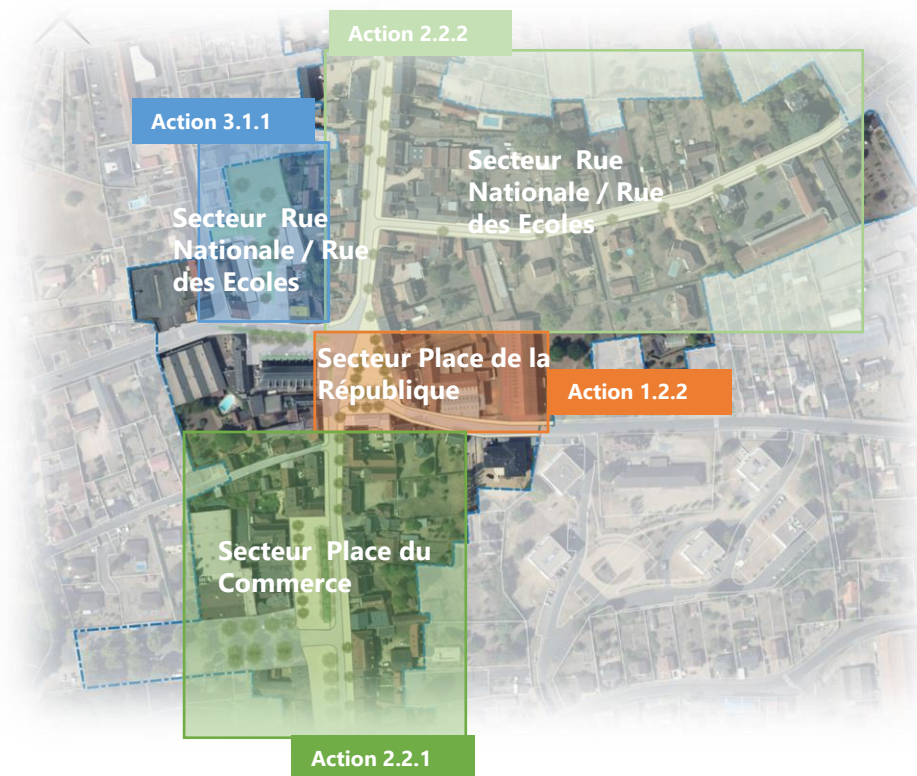 Action 2.2.2
Action 3.1.1
Secteur Rue
Nationale / Rue
des Ecoles
Secteur Rue
Nationale / Rue
des Ecoles
Secteur Place de la
République
Action 1.2.2
Secteur Place du
Commerce
Action 2.2.1